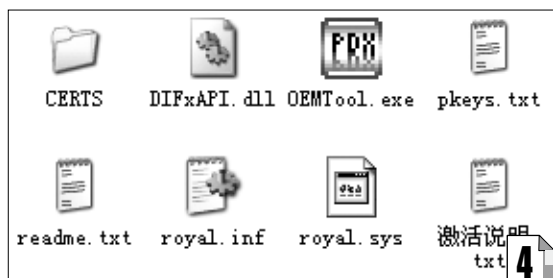 CERTS
DIFxAPI.dll
PRX
OEMTool.exe
pkeys.txt
readme.txt
royal.inf
royal.sys
激活说明.
txt
4